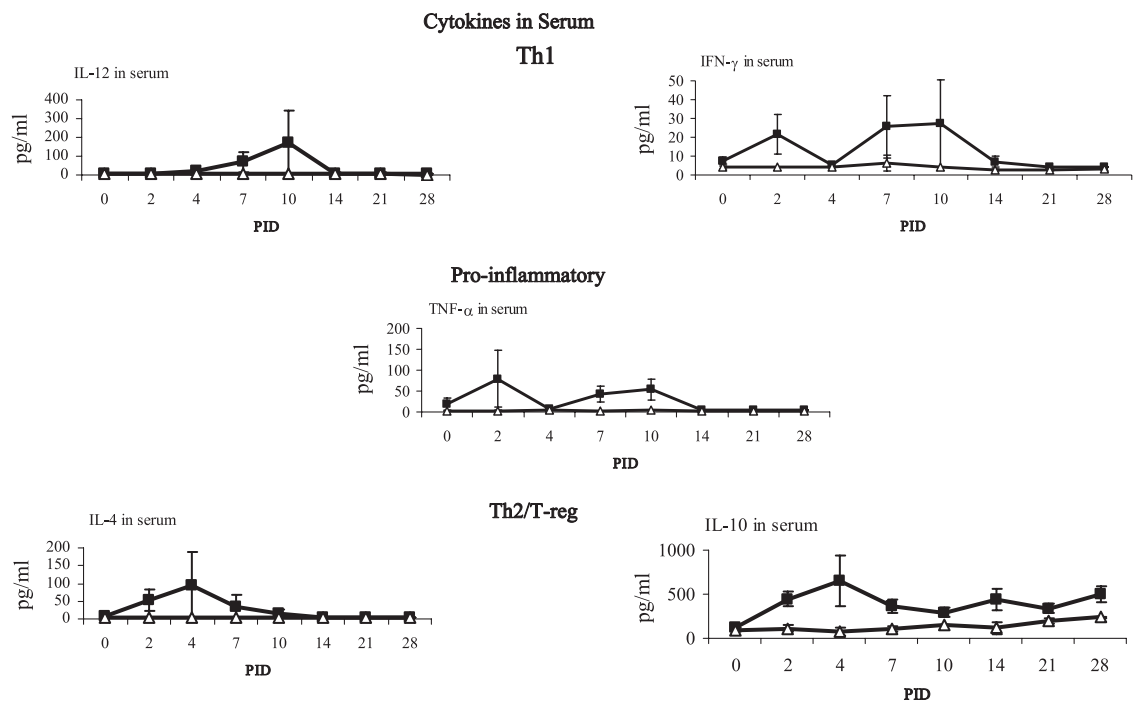 Cytokines in Serum
Th1
IL-12 in serum
pg/ml
400
300
200
100
0
0 2 4 7 10 14 21 28
PID
IFN-γ in serum
pg/ml
50
40
30
20
10
0
0 2 4 7 10 14 21 28
PID
Pro-inflammatory
TNF-α in serum
pg/ml
200
150
100
50
0
0 2 4 7 10 14 21 28
PID
Th2/T-reg
IL-4 in serum
pg/ml
200
150
100
50
0
0 2 4 7 10 14 21 28
PID
IL-10 in serum
pg/ml
1000
500
0
0 2 4 7 10 14 21 28
PID